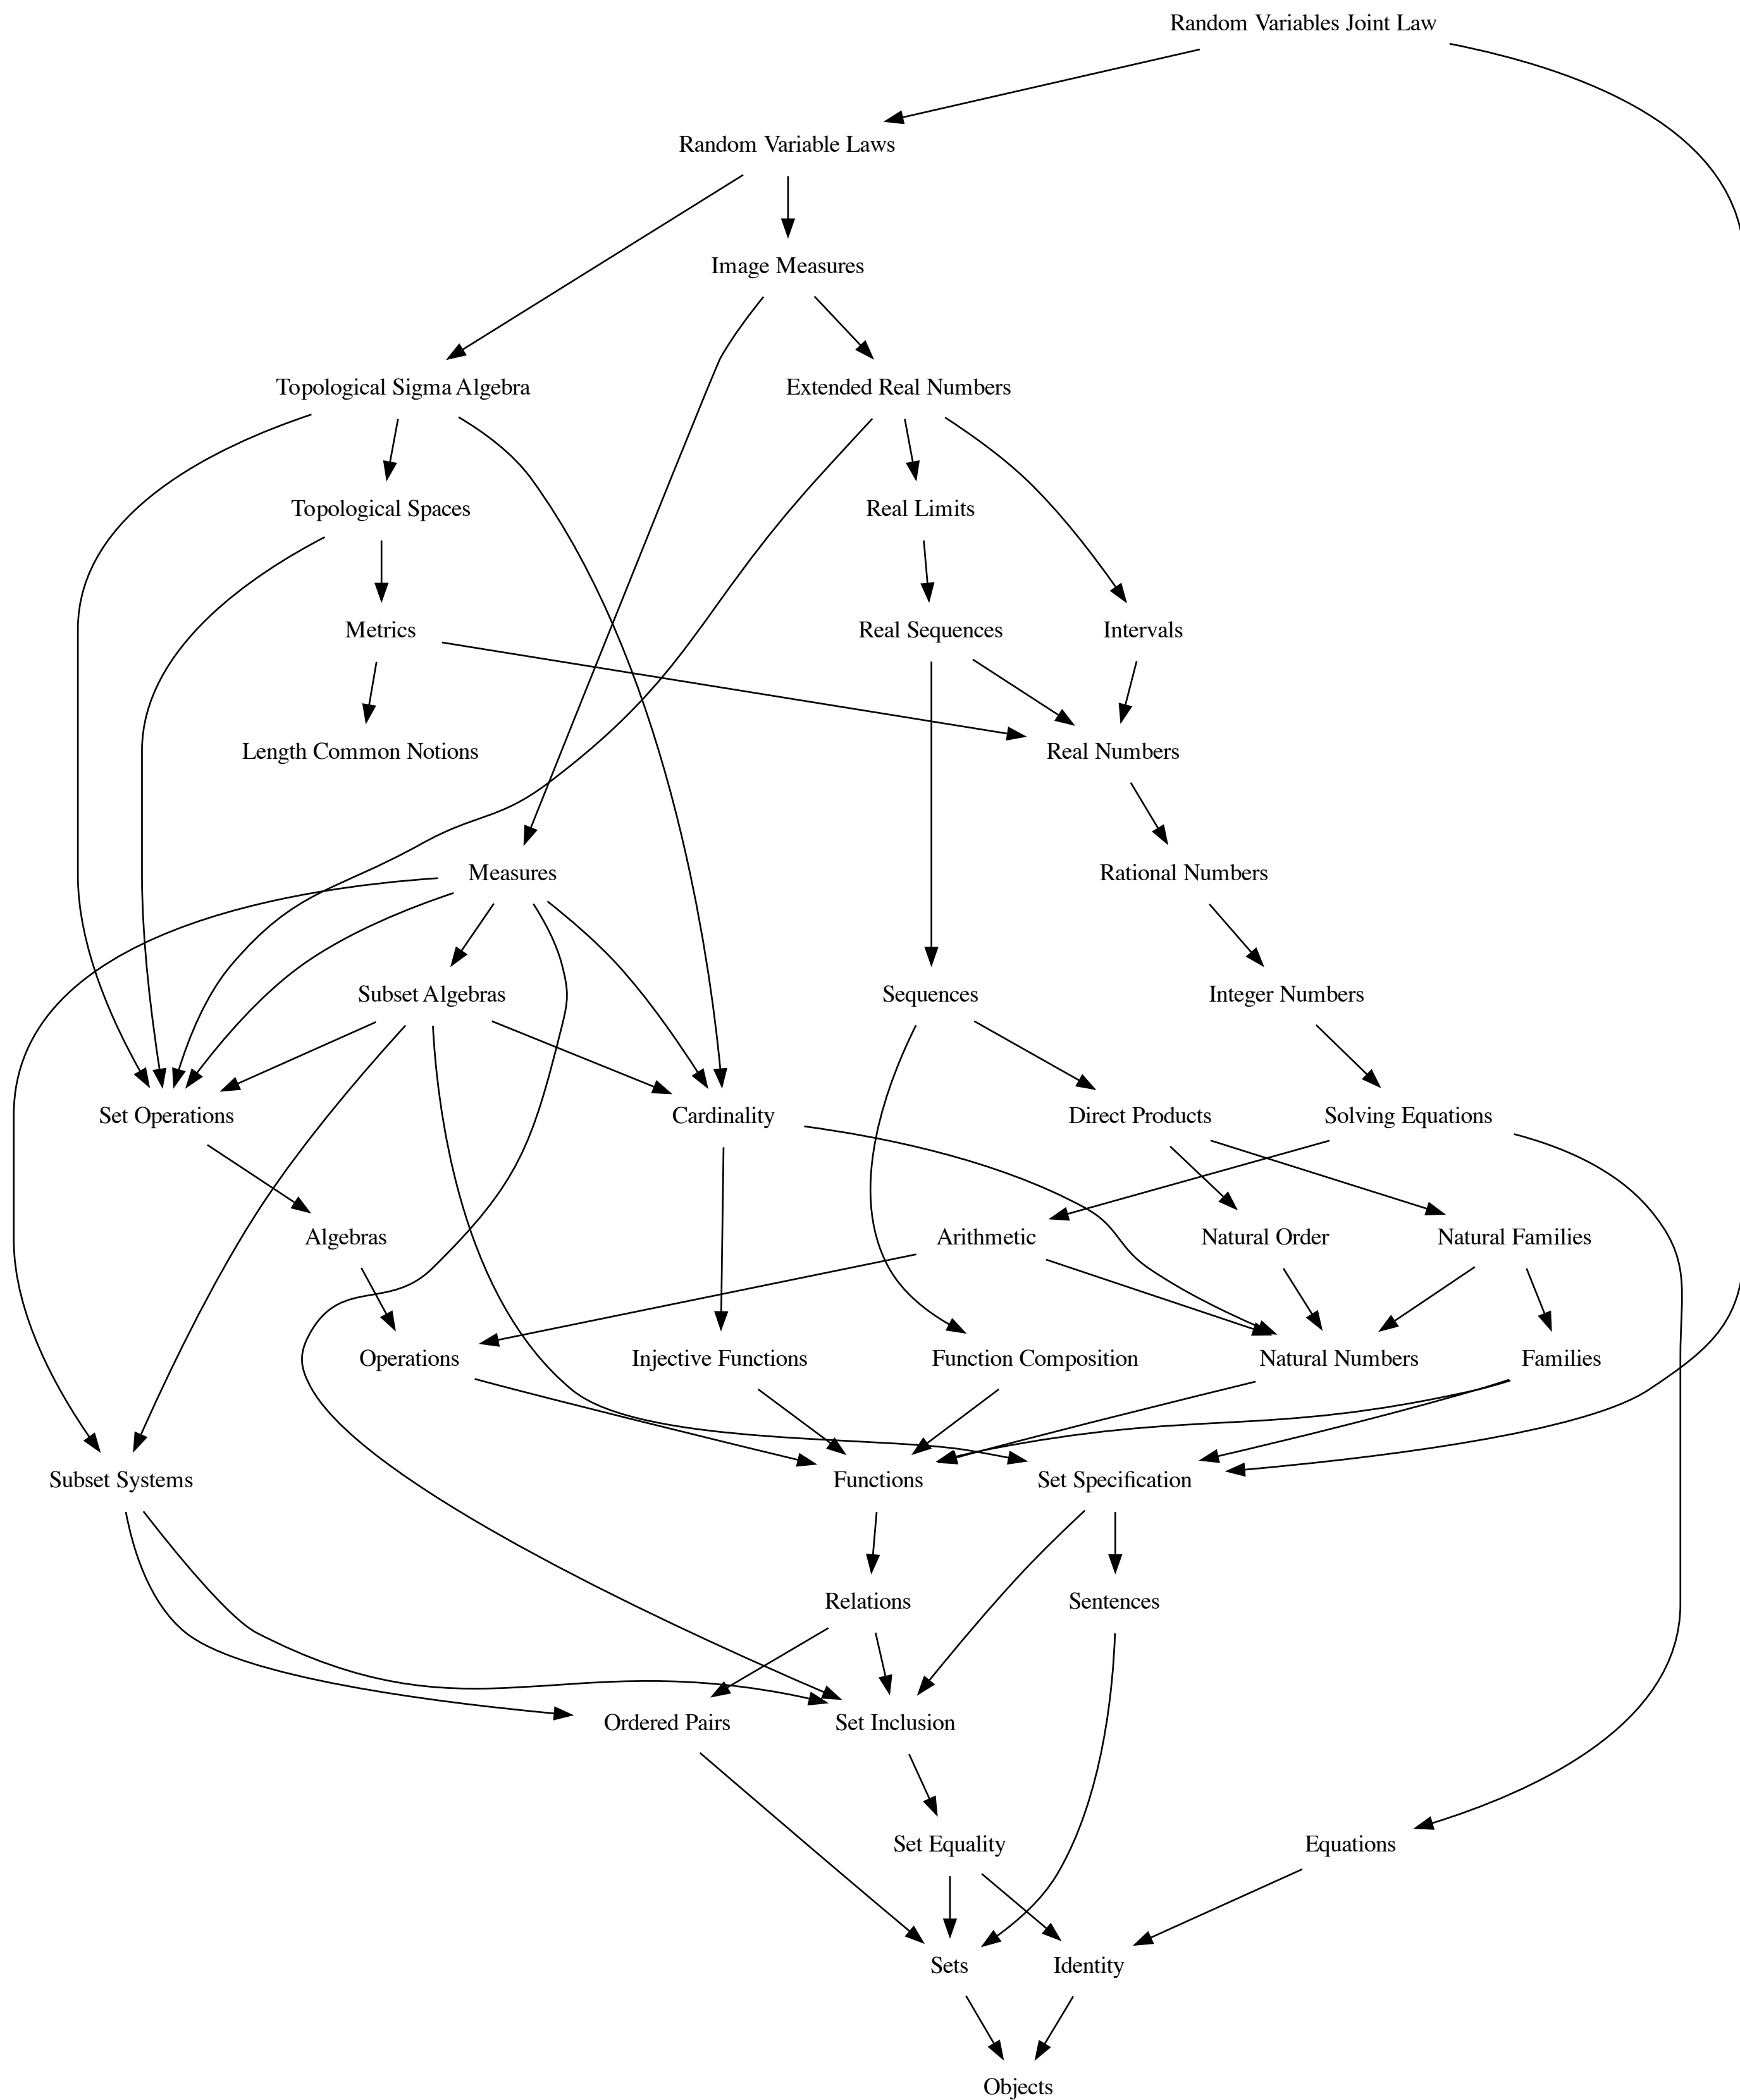 Random Variables Joint Law
Random Variable Laws
Image Measures
Topological Sigma Algebra
Extended Real Numbers
Topological Spaces
Real Limits
Metrics
Real Sequences
Intervals
Length Common Notions
Real Numbers
Measures
Rational Numbers
Subset Algebras
Sequences
Integer Numbers
Set Operations
Cardinality
Direct Products
Solving Equations
Algebras
Arithmetic
Natural Order
Natural Families
Operations
Injective Functions
Function Composition
Natural Numbers
Families
Subset Systems
Functions
Set Specification
Relations
Sentences
Ordered Pairs
Set Inclusion
Set Equality
Equations
Sets
Identity
Objects